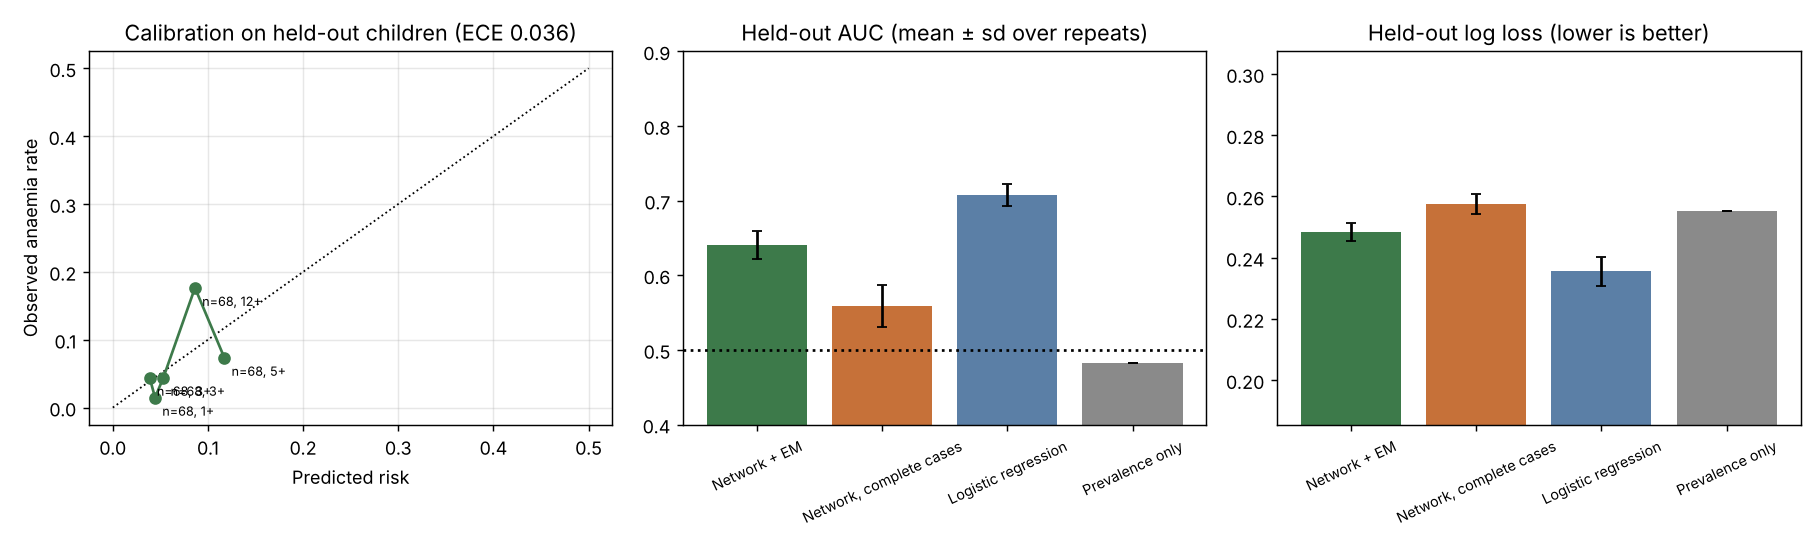 Calibration on held-out children (ECE 0.036)
Observed anaemia rate
0.5
0.4
0.3
0.2
0.1
0.0
n=68, 12+
n=68, 5+
n=68, 3+
n=68, 1+
0.0 0.1 0.2 0.3 0.4 0.5
Predicted risk
Held-out AUC (mean ± sd over repeats)
0.9
0.8
0.7
0.6
0.5
0.4
Network + EM
Network, complete cases
Logistic regression
Prevalence only
Held-out log loss (lower is better)
0.30
0.28
0.26
0.24
0.22
0.20
Network + EM
Network, complete cases
Logistic regression
Prevalence only